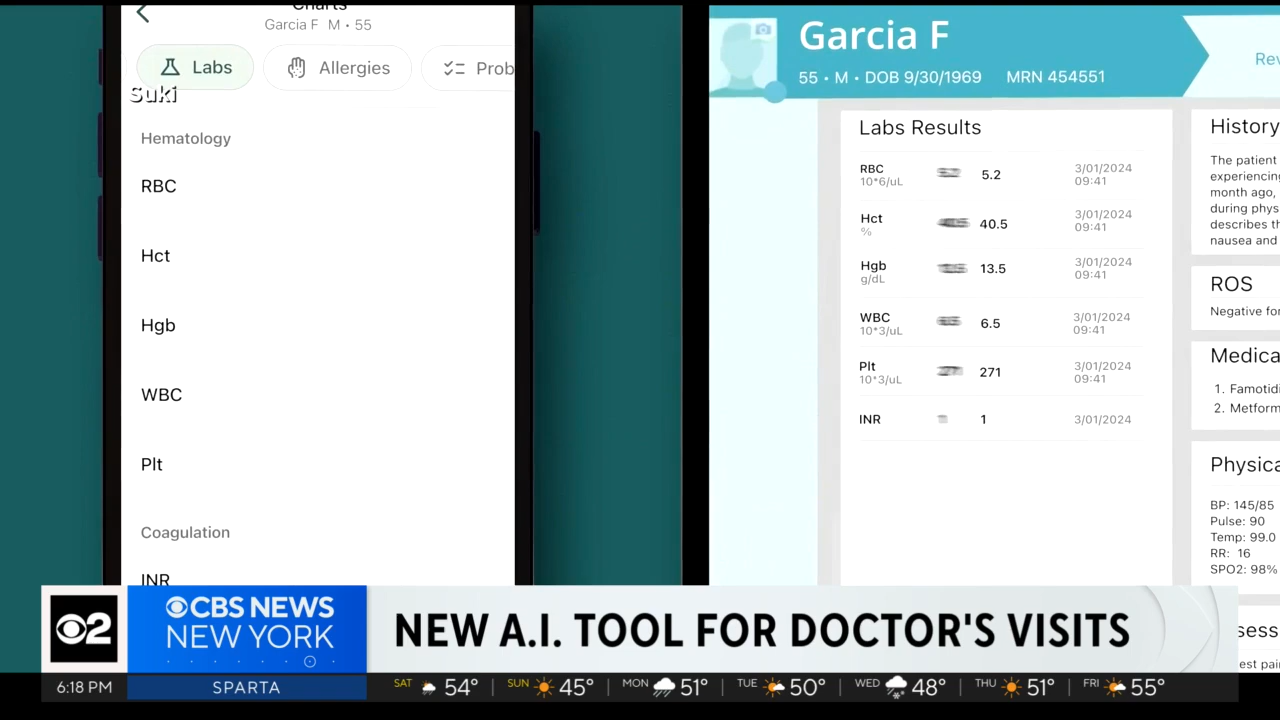 Charts
Garcia F M • 55
Labs
Allergies
Prob
Suki
Hematology
RBC
Hct
Hgb
WBC
Plt
Coagulation
INR
Garcia F
55 • M • DOB 9/30/1969 MRN 454551
Rev
Labs Results
RBC 5.2 3/01/2024
10*6/uL 09:41
Hct 40.5 3/01/2024
% 09:41
Hgb 13.5 3/01/2024
g/dL 09:41
WBC 6.5 3/01/2024
10*3/uL 09:41
Plt 271 3/01/2024
10*3/uL 09:41
INR 1 3/01/2024
History
The patient
experiencing
month ago,
during phys
describes th
nausea and
ROS
Negative for
Medica
1. Famotidi
2. Metform
Physica
BP: 145/85
Pulse: 90
Temp: 99.0
RR: 16
SPO2: 98%
sess
est pai
2
CBS NEWS
NEW YORK
NEW A.I. TOOL FOR DOCTOR'S VISITS
6:18 PM
SPARTA
SAT 54° | SUN 45° | MON 51° | TUE 50° | WED 48° | THU 51° | FRI 55°